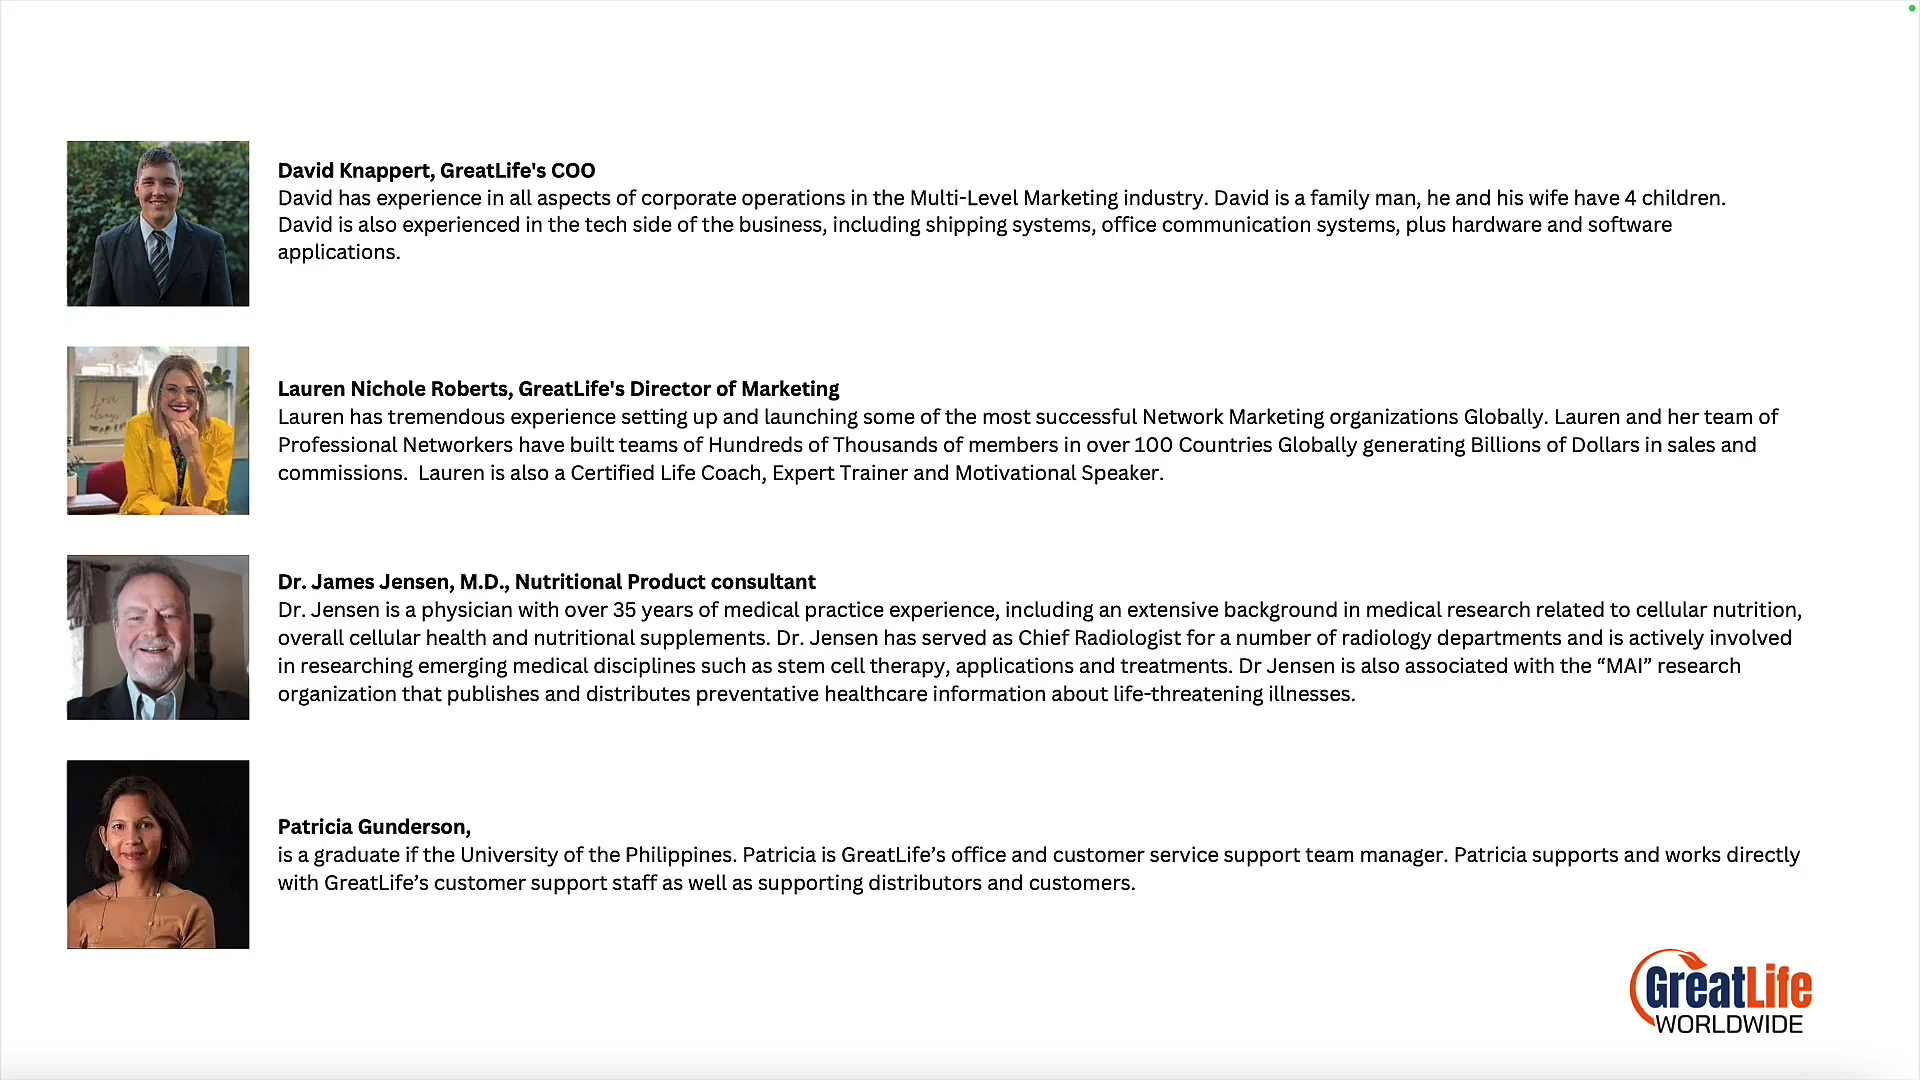 David Knappert, GreatLife's COO
David has experience in all aspects of corporate operations in the Multi-Level Marketing industry. David is a family man, he and his wife have 4 children.
David is also experienced in the tech side of the business, including shipping systems, office communication systems, plus hardware and software
applications.
Lauren Nichole Roberts, GreatLife's Director of Marketing
Lauren has tremendous experience setting up and launching some of the most successful Network Marketing organizations Globally. Lauren and her team of
Professional Networkers have built teams of Hundreds of Thousands of members in over 100 Countries Globally generating Billions of Dollars in sales and
commissions.  Lauren is also a Certified Life Coach, Expert Trainer and Motivational Speaker.
Dr. James Jensen, M.D., Nutritional Product consultant
Dr. Jensen is a physician with over 35 years of medical practice experience, including an extensive background in medical research related to cellular nutrition,
overall cellular health and nutritional supplements. Dr. Jensen has served as Chief Radiologist for a number of radiology departments and is actively involved
in researching emerging medical disciplines such as stem cell therapy, applications and treatments. Dr Jensen is also associated with the “MAI” research
organization that publishes and distributes preventative healthcare information about life-threatening illnesses.
Patricia Gunderson,
is a graduate if the University of the Philippines. Patricia is GreatLife’s office and customer service support team manager. Patricia supports and works directly
with GreatLife’s customer support staff as well as supporting distributors and customers.
GreatLife
WORLDWIDE